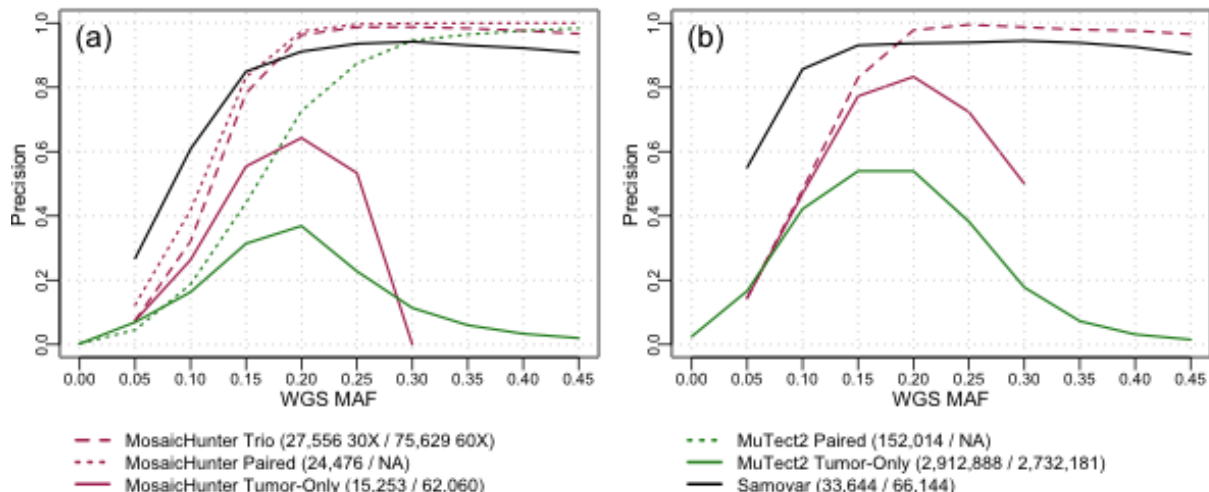 (a)
(b)
Precision
0.0 0.2 0.4 0.6 0.8 1.0
0.00 0.05 0.10 0.15 0.20 0.25 0.30 0.35 0.40 0.45
WGS MAF
Precision
0.0 0.2 0.4 0.6 0.8 1.0
0.00 0.05 0.10 0.15 0.20 0.25 0.30 0.35 0.40 0.45
WGS MAF
MosaicHunter Trio (27,556 30X / 75,629 60X)
MosaicHunter Paired (24,476 / NA)
MosaicHunter Tumor-Only (15,253 / 62,060)
MuTect2 Paired (152,014 / NA)
MuTect2 Tumor-Only (2,912,888 / 2,732,181)
Samovar (33,644 / 66,144)